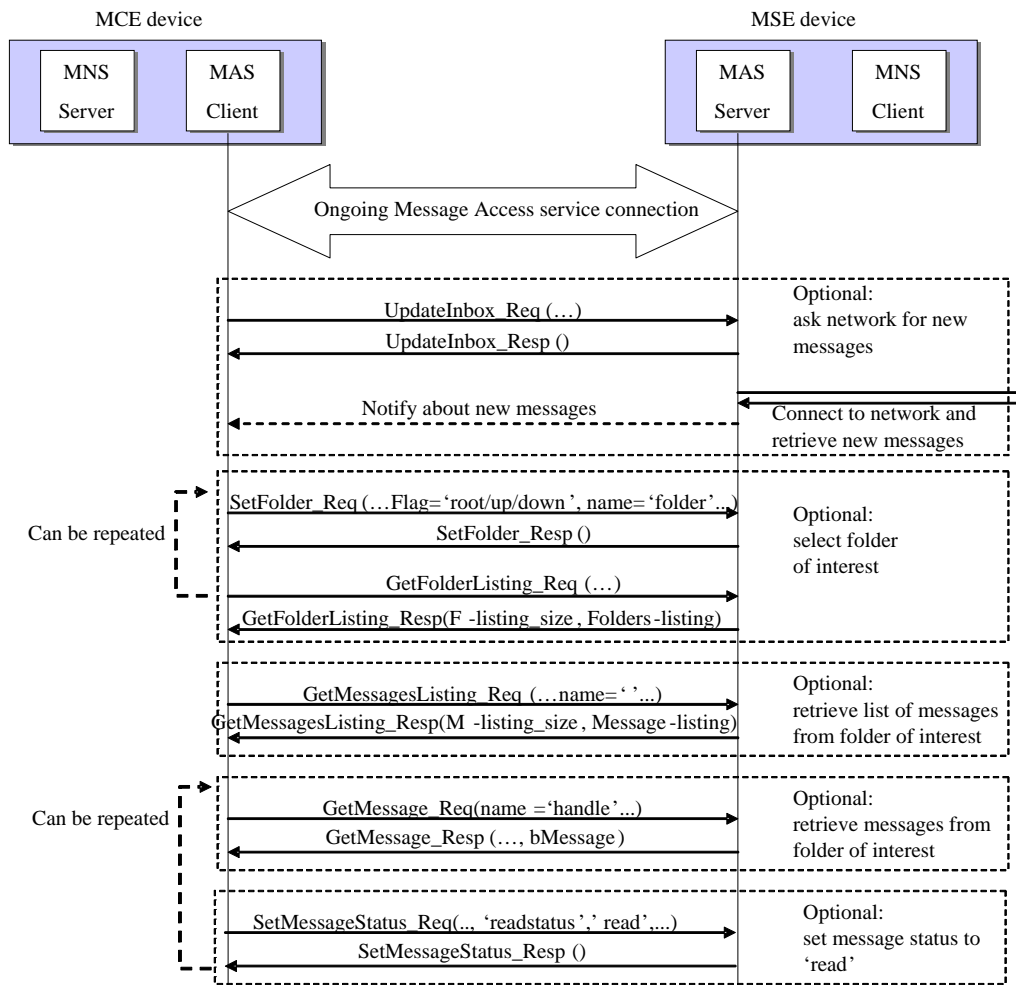 MCE device
MSE device
MNS
Server
MAS
Client
MAS
Server
MNS
Client
Ongoing Message Access service connection
UpdateInbox_Req (…)
UpdateInbox_Resp ()
Optional:
ask network for new
messages
Notify about new messages
Connect to network and
retrieve new messages
Can be repeated
SetFolder_Req (…Flag=‘root/up/down’, name=‘folder’...)
SetFolder_Resp ()
GetFolderListing_Req (…)
GetFolderListing_Resp(F -listing_size, Folders-listing)
Optional:
select folder
of interest
GetMessagesListing_Req (…name=‘ ’...)
GetMessagesListing_Resp(M -listing_size, Message-listing)
Optional:
retrieve list of messages
from folder of interest
Can be repeated
GetMessage_Req(name =‘handle’...)
GetMessage_Resp (…, bMessage)
Optional:
retrieve messages from
folder of interest
SetMessageStatus_Req(.., ‘readstatus’,’ read’,...)
SetMessageStatus_Resp ()
Optional:
set message status to
‘read’